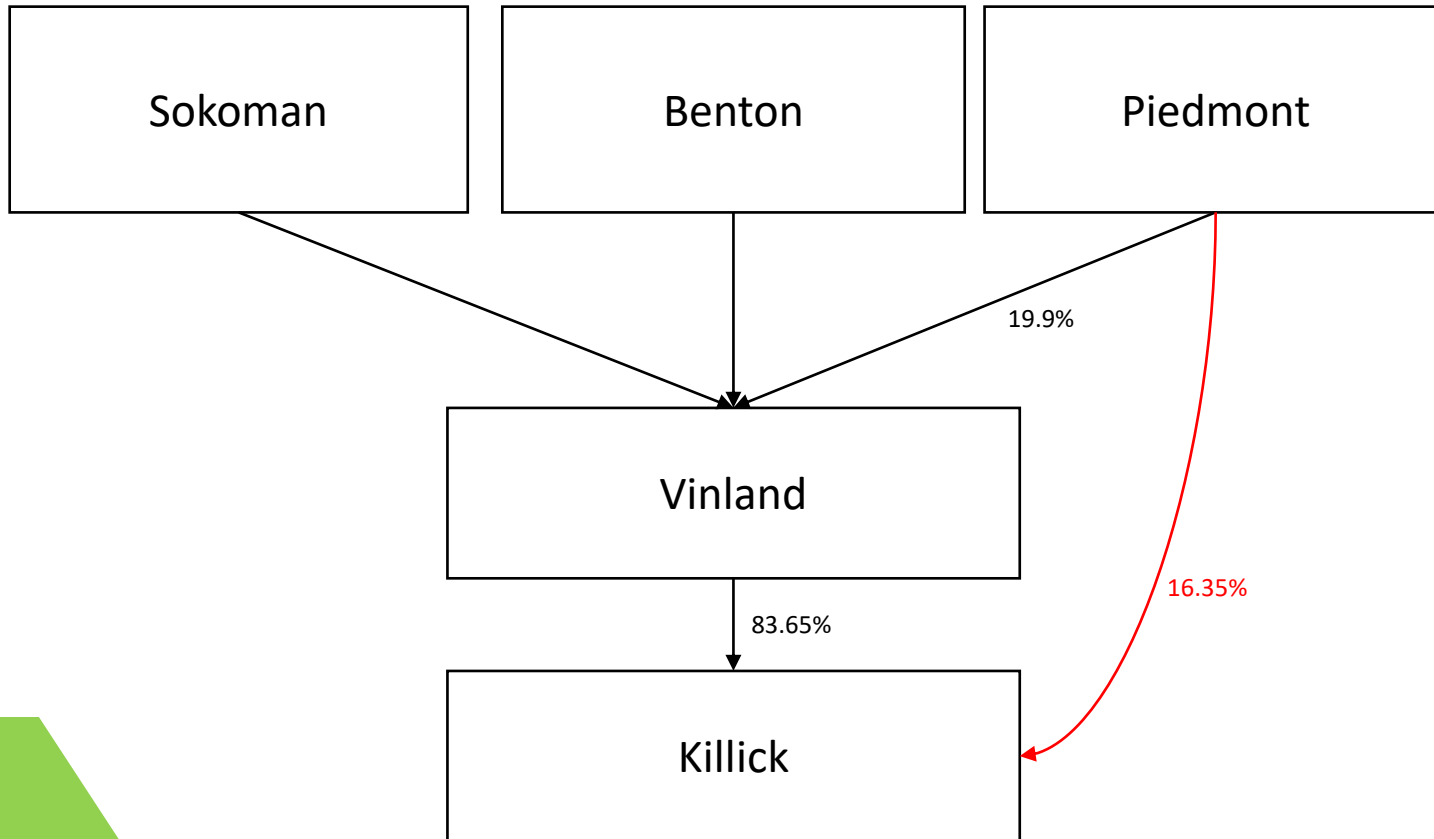 Sokoman
Benton
Piedmont
19.9%
Vinland
16.35%
83.65%
Killick